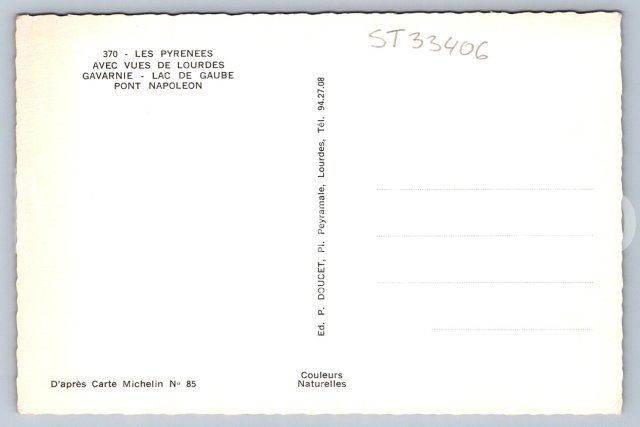 370 - LES PYRENEES
AVEC VUES DE LOURDES
GAVARNIE - LAC DE GAUBE
PONT NAPOLEON
ST33406
Ed. P. DOUCET, Pl. Peyramale, Lourdes, Tél. 94.27.08
D'après Carte Michelin Nº 85
Couleurs
Naturelles